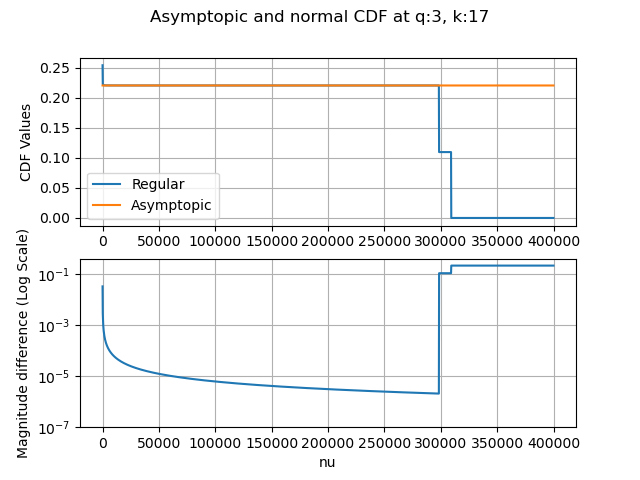 Asymptopic and normal CDF at q:3, k:17
CDF Values
0.25
0.20
0.15
0.10
0.05
0.00
Regular
Asymptopic
0 50000 100000 150000 200000 250000 300000 350000 400000
Magnitude difference (Log Scale)
10⁻¹
10⁻³
10⁻⁵
10⁻⁷
0 50000 100000 150000 200000 250000 300000 350000 400000
nu